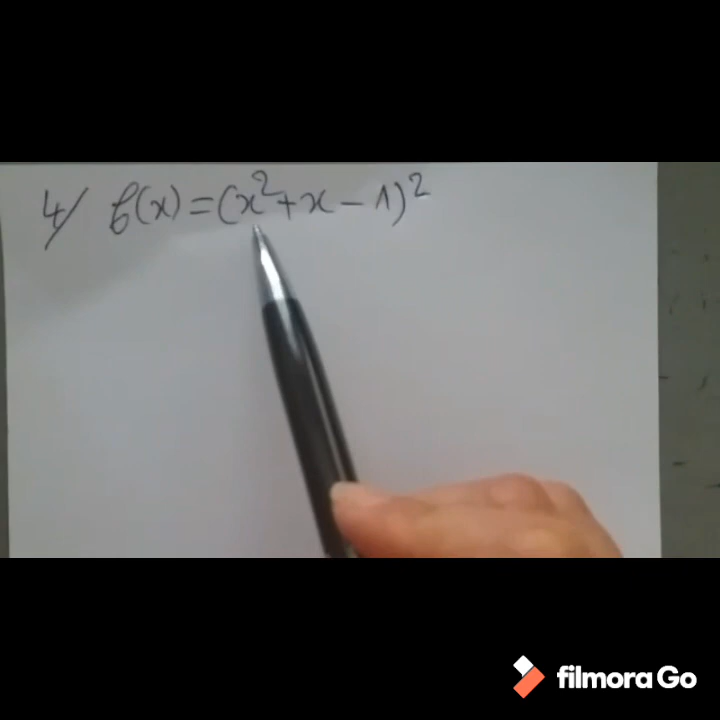 4/ f(x) = (x²+x-1)²
filmora Go